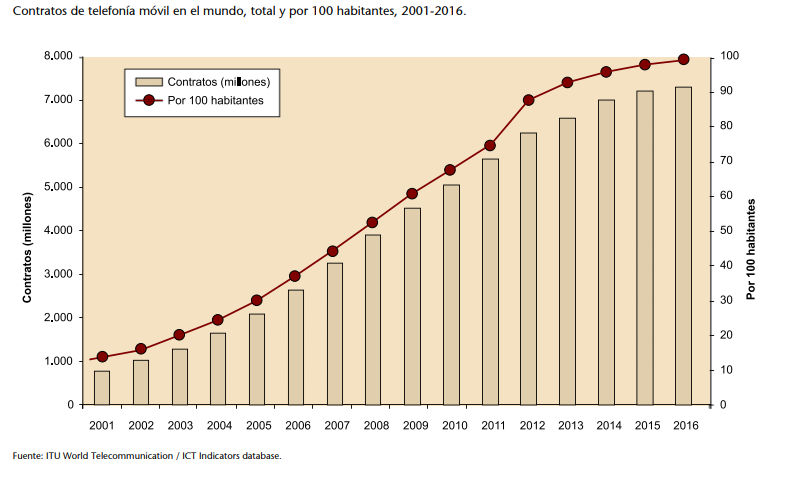 Contratos de telefonía móvil en el mundo, total y por 100 habitantes, 2001-2016.
Contratos (millones)
Por 100 habitantes
8.000
7.000
6.000
5,000
4.000
3,000
2,000
1.000
0
100
90
80
70
60
50
40
30
20
10
0
Contratos (millones)
Por 100 habitantes
2001 2002 2003 2004 2005 2006 2007 2008 2009 2010 2011 2012 2013 2014 2015 2016
Fuente: ITU World Telecommunication / ICT Indicators database.